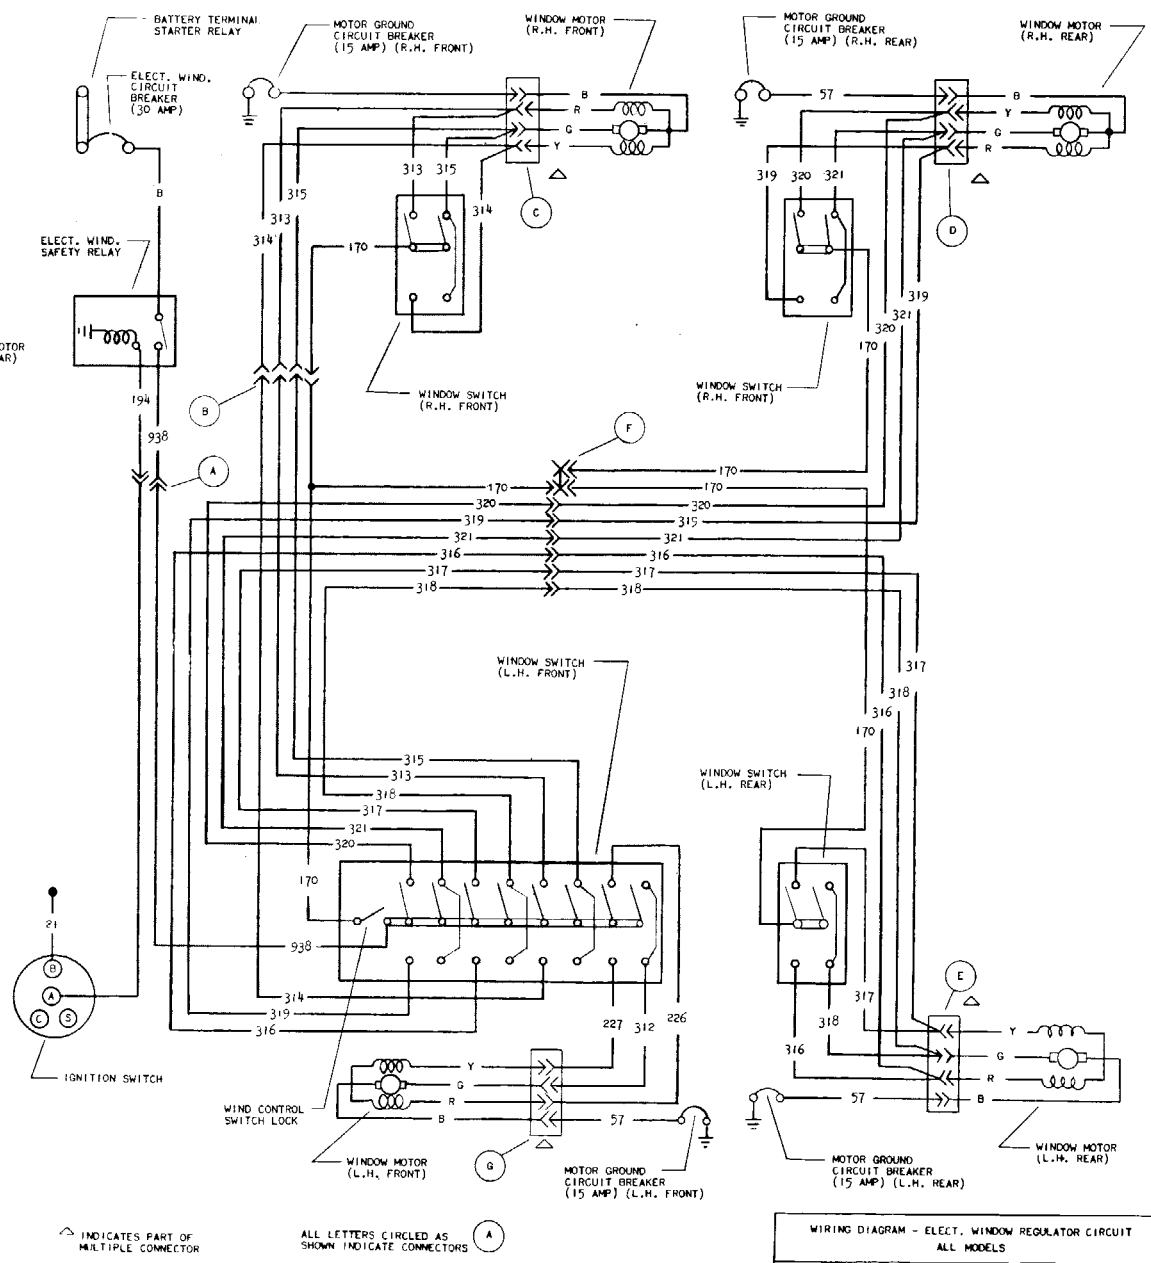 BATTERY TERMINAL
STARTER RELAY
ELECT. WIND.
CIRCUIT
BREAKER
(30 AMP)
B
ELECT. WIND.
SAFETY RELAY
OTOR
AR)
194
938
A
B
MOTOR GROUND
CIRCUIT BREAKER
(15 AMP) (R.H. FRONT)
WINDOW MOTOR
(R.H. FRONT)
B
R
G
Y
C
313
315
314
315
313
314
170
WINDOW SWITCH
(R.H. FRONT)
MOTOR GROUND
CIRCUIT BREAKER
(15 AMP) (R.H. REAR)
WINDOW MOTOR
(R.H. REAR)
57
B
Y
G
R
D
319
320
321
319
321
320
170
WINDOW SWITCH
(R.H. FRONT)
F
170
170
170
320
320
319
315
321
321
316
316
317
317
318
318
WINDOW SWITCH
(L.H. FRONT)
317
318
316
170
315
313
318
317
321
320
170
938
314
319
316
227
312
226
WINDOW SWITCH
(L.H. REAR)
317
318
316
E
Y
G
R
B
57
WINDOW MOTOR
(L.H. REAR)
MOTOR GROUND
CIRCUIT BREAKER
(15 AMP) (L.H. REAR)
21
B
A
C
S
IGNITION SWITCH
WIND CONTROL
SWITCH LOCK
Y
G
R
B
57
G
WINDOW MOTOR
(L.H. FRONT)
MOTOR GROUND
CIRCUIT BREAKER
(15 AMP) (L.H. FRONT)
INDICATES PART OF
MULTIPLE CONNECTOR
ALL LETTERS CIRCLED AS
SHOWN INDICATE CONNECTORS
A
WIRING DIAGRAM - ELECT. WINDOW REGULATOR CIRCUIT
ALL MODELS